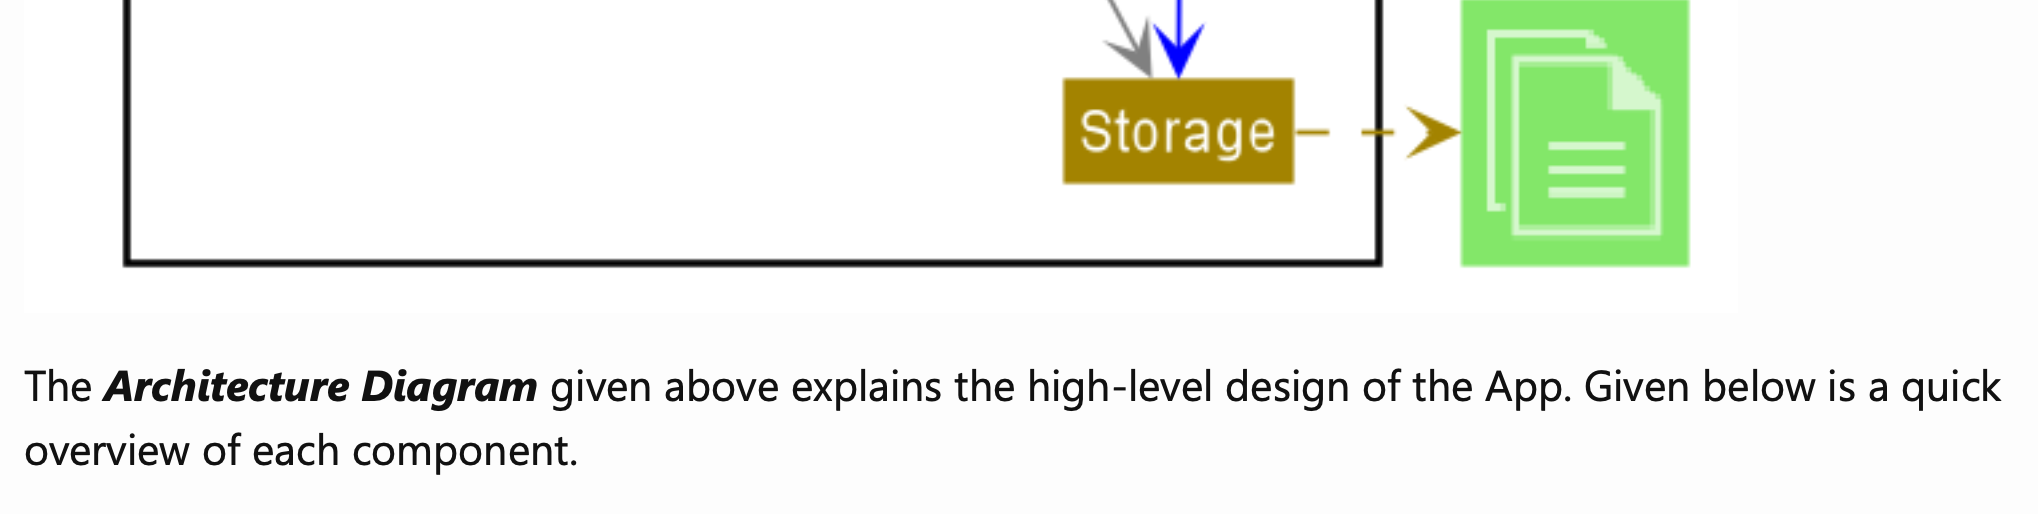 Storage
The Architecture Diagram given above explains the high-level design of the App. Given below is a quick
overview of each component.